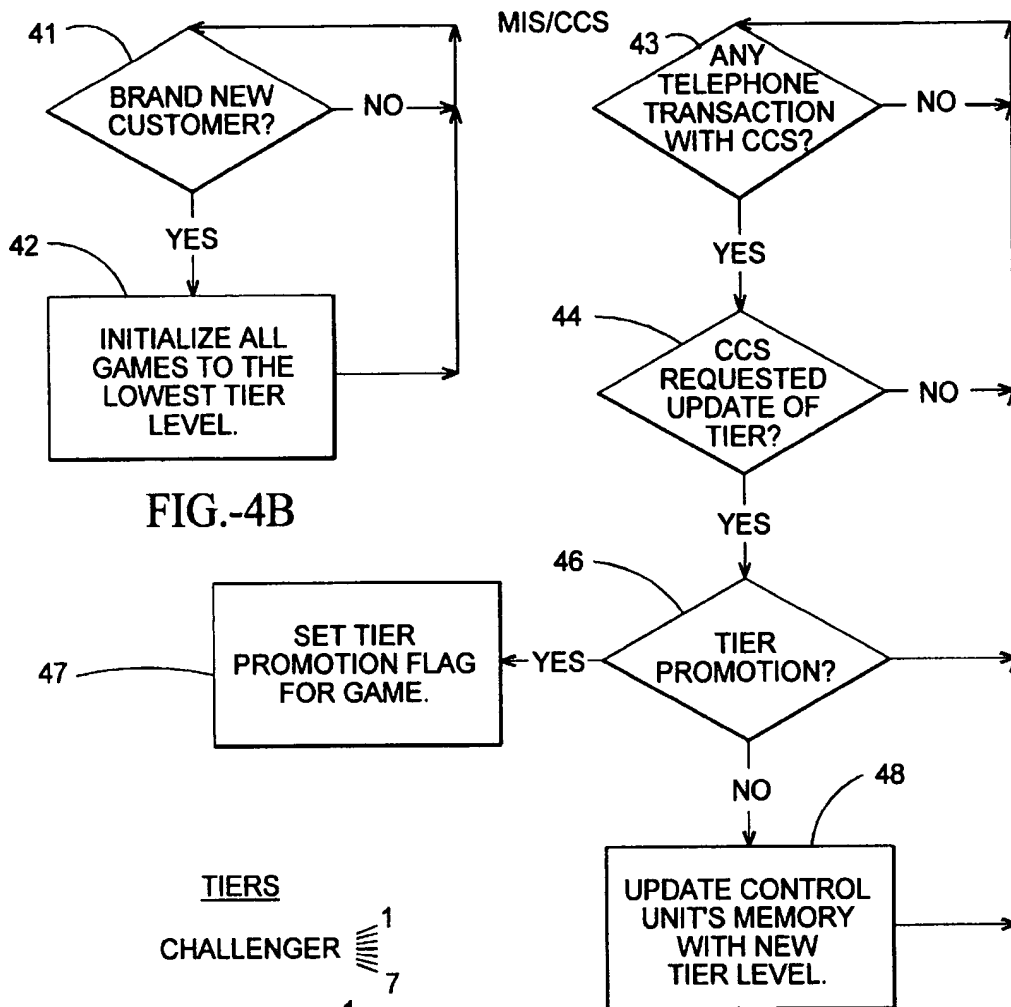 41
BRAND NEW
CUSTOMER?
NO
YES
42
INITIALIZE ALL
GAMES TO THE
LOWEST TIER
LEVEL.
FIG.-4B
MIS/CCS
43
ANY
TELEPHONE
TRANSACTION
WITH CCS?
NO
YES
44
CCS
REQUESTED
UPDATE OF
TIER?
NO
YES
46
TIER
PROMOTION?
YES
47
SET TIER
PROMOTION FLAG
FOR GAME.
NO
48
UPDATE CONTROL
UNIT'S MEMORY
WITH NEW
TIER LEVEL.
TIERS
CHALLENGER
1
7
1